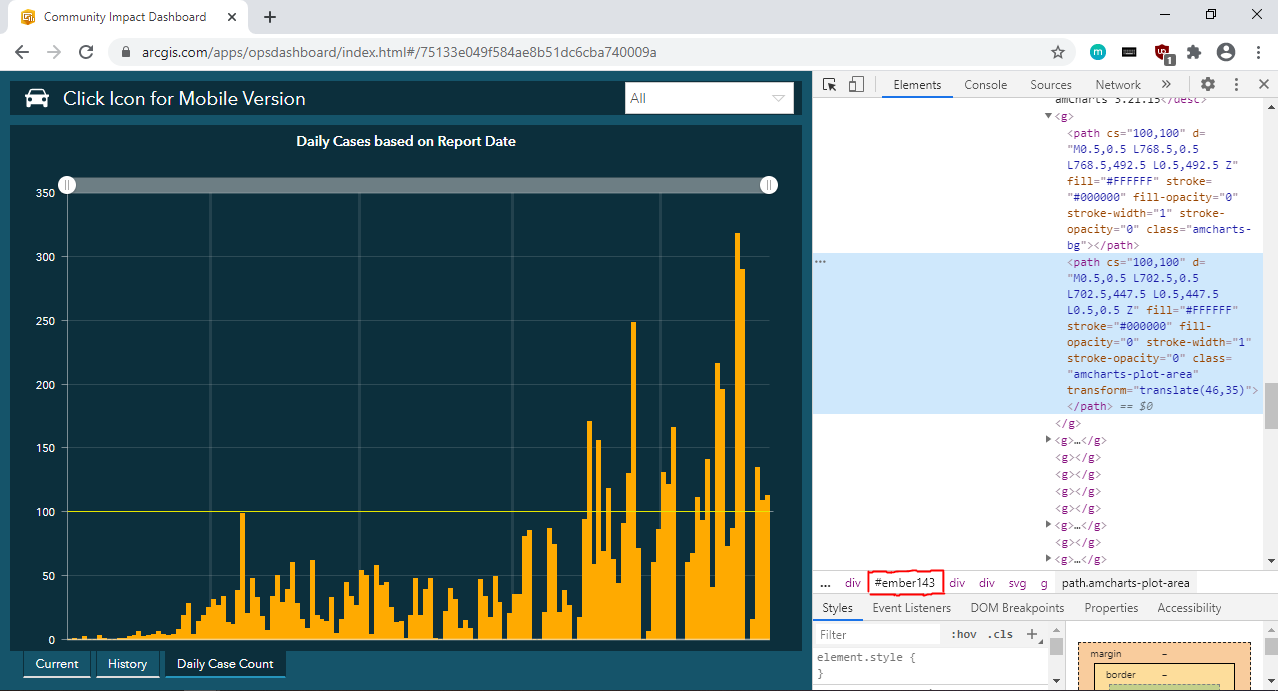 Community Impact Dashboard
arcgis.com/apps/opsdashboard/index.html#/75133e049f584ae8b51dc6cba740009a
m
1
Click Icon for Mobile Version
All
Daily Cases based on Report Date
350
300
250
200
150
100
50
0
Current History Daily Case Count
Elements Console Sources Network »
amCharts 3.21.15</desc>
<g>
<path cs="100,100" d=
"M0.5,0.5 L768.5,0.5
L768.5,492.5 L0.5,492.5 Z"
fill="#FFFFFF" stroke=
"#000000" fill-opacity="0"
stroke-width="1" stroke-
opacity="0" class="amcharts-
bg"></path>
... <path cs="100,100" d=
"M0.5,0.5 L702.5,0.5
L702.5,447.5 L0.5,447.5
L0.5,0.5 Z" fill="#FFFFFF"
stroke="#000000" fill-
opacity="0" stroke-width="1"
stroke-opacity="0" class=
"amcharts-plot-area"
transform="translate(46,35)">
</path> == $0
</g>
<g>…</g>
<g></g>
<g></g>
<g></g>
<g></g>
<g>…</g>
<g></g>
<g>…</g>
... div #ember143 div div svg g path.amcharts-plot-area
Styles Event Listeners DOM Breakpoints Properties Accessibility
Filter :hov .cls +
element.style {
}
margin –
border –